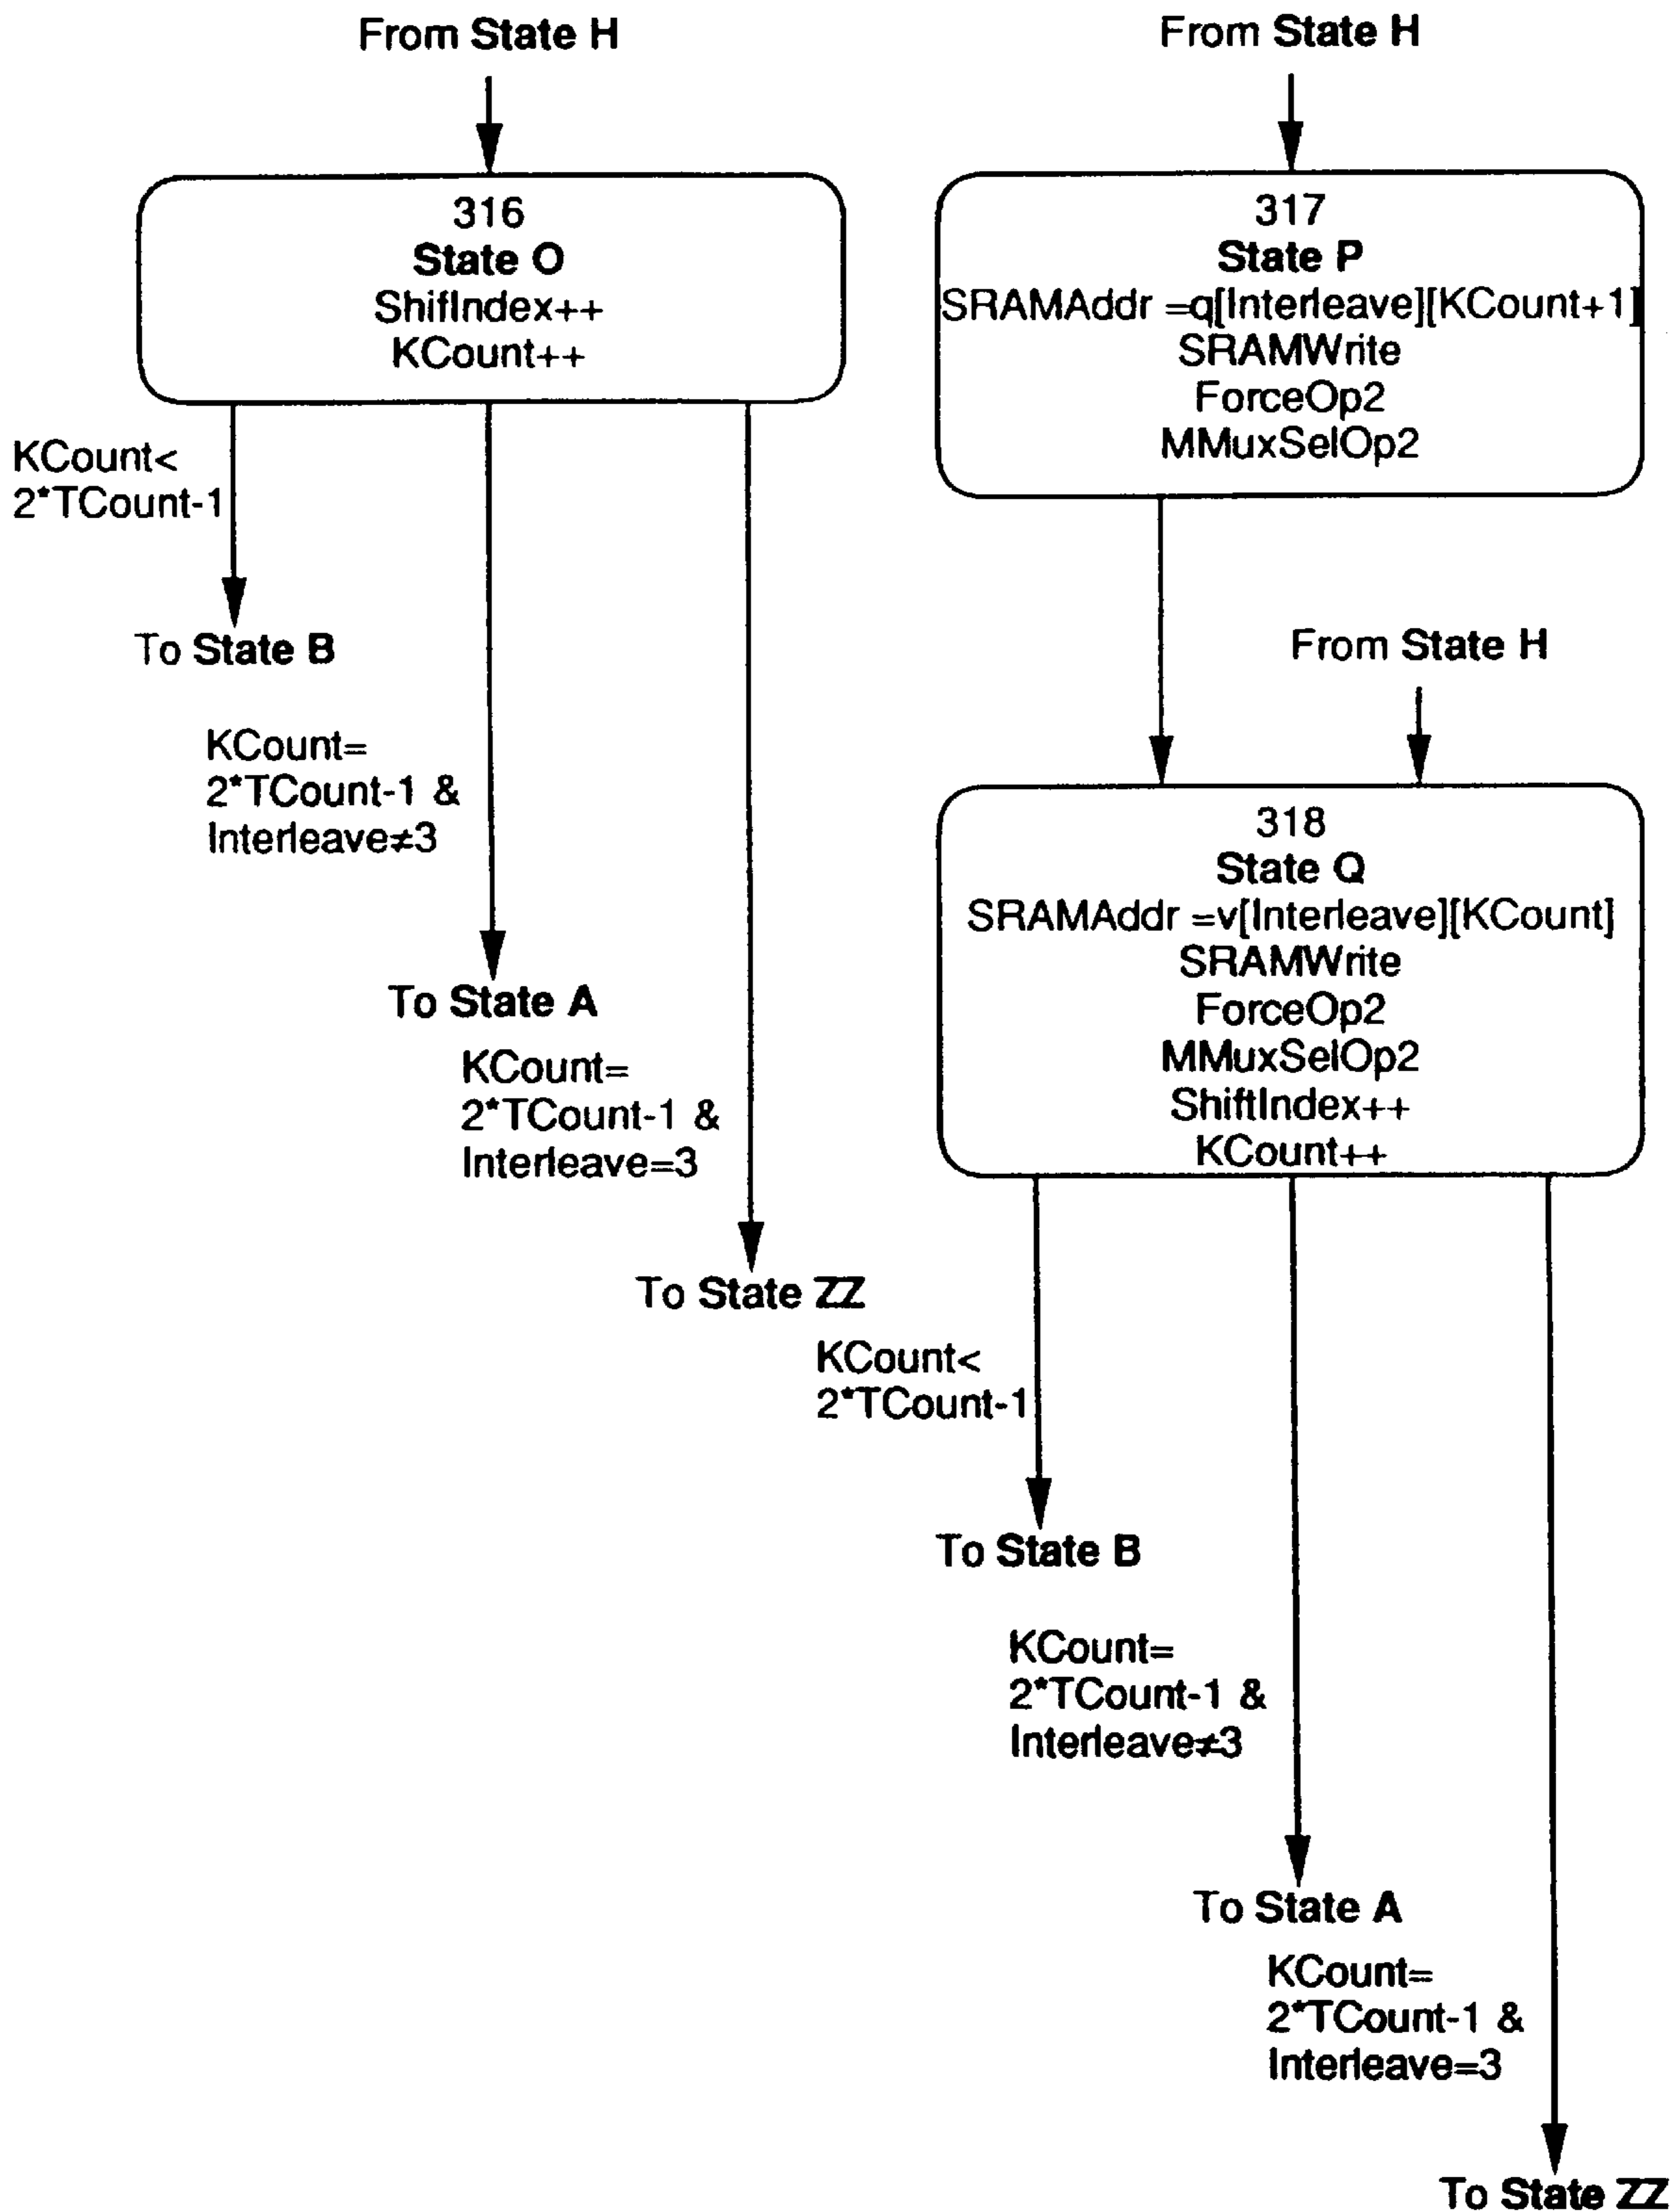 From State H
316
State O
ShifIndex++
KCount++
KCount<
2*TCount-1
To State B
KCount=
2*TCount-1 &
Interleave≠3
To State A
KCount=
2*TCount-1 &
Interleave=3
To State ZZ
From State H
317
State P
SRAMAddr =q[Interleave][KCount+1]
SRAMWrite
ForceOp2
MMuxSelOp2
From State H
318
State Q
SRAMAddr =v[Interleave][KCount]
SRAMWrite
ForceOp2
MMuxSelOp2
ShiftIndex++
KCount++
KCount<
2*TCount-1
To State B
KCount=
2*TCount-1 &
Interleave≠3
To State A
KCount=
2*TCount-1 &
Interleave=3
To State ZZ